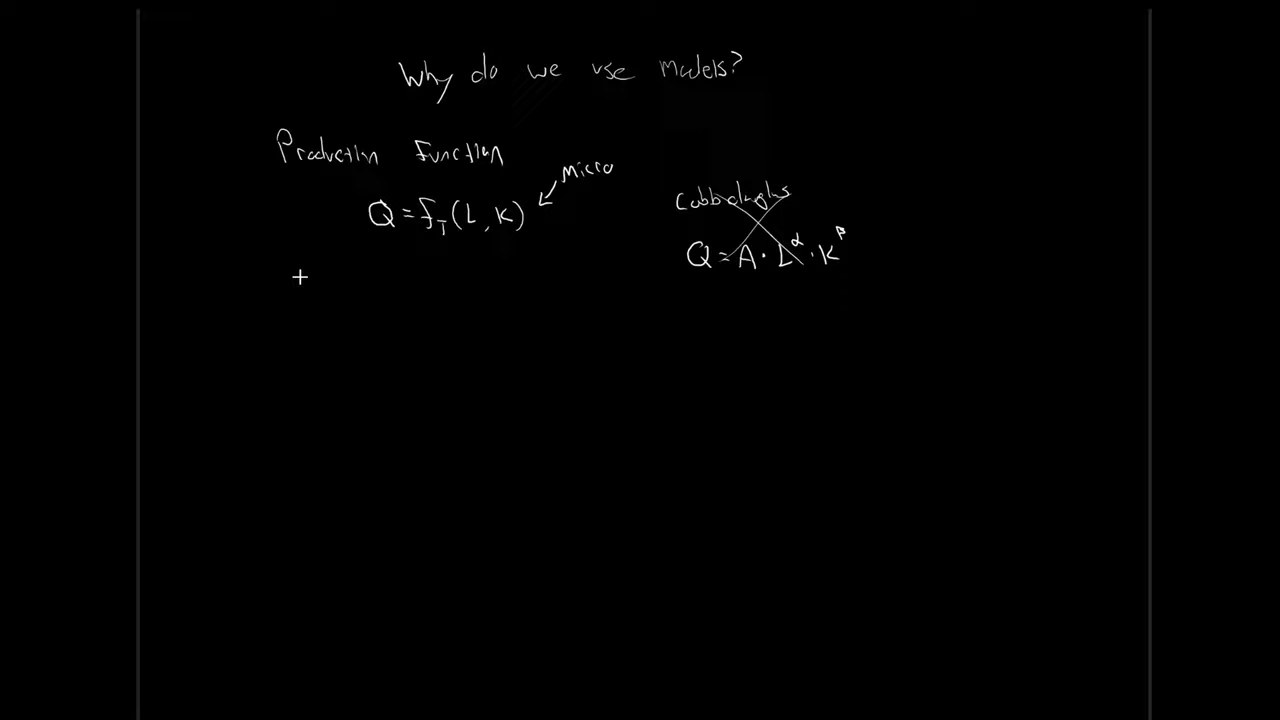 Why do we use models?
Production Function
Micro
Q = f_T(L, K)
Cobb douglas
Q = A · L^α · K^β